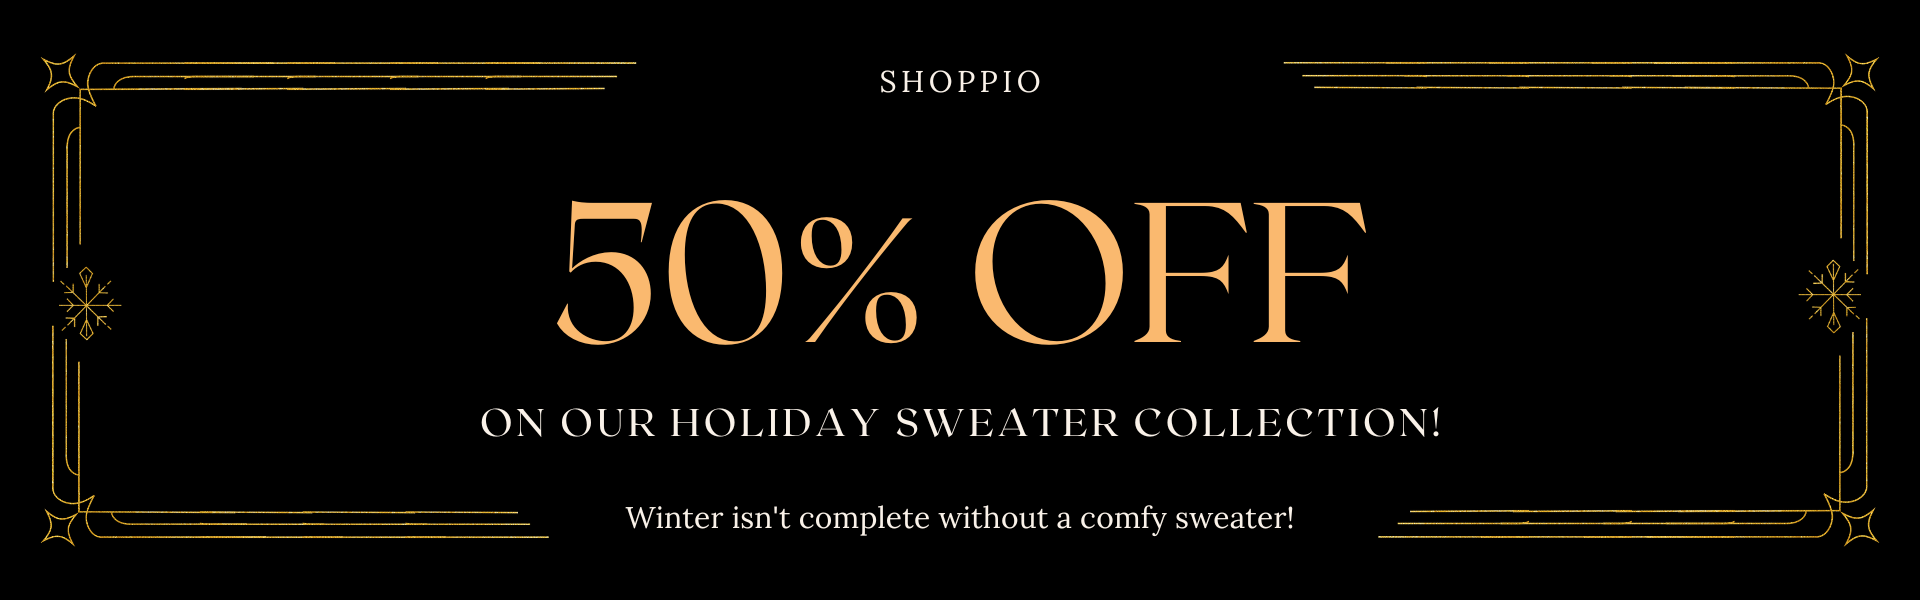 SHOPPIO
50% OFF
ON OUR HOLIDAY SWEATER COLLECTION!
Winter isn't complete without a comfy sweater!